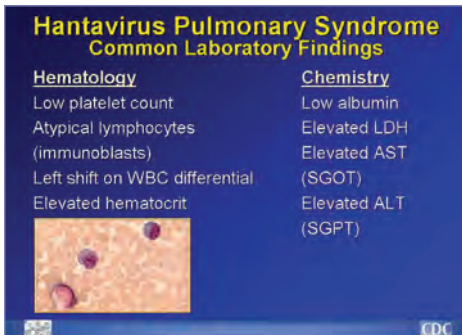 Hantavirus Pulmonary Syndrome
Common Laboratory Findings
Hematology
Low platelet count
Atypical lymphocytes
(immunoblasts)
Left shift on WBC differential
Elevated hematocrit
Chemistry
Low albumin
Elevated LDH
Elevated AST
(SGOT)
Elevated ALT
(SGPT)
CDC